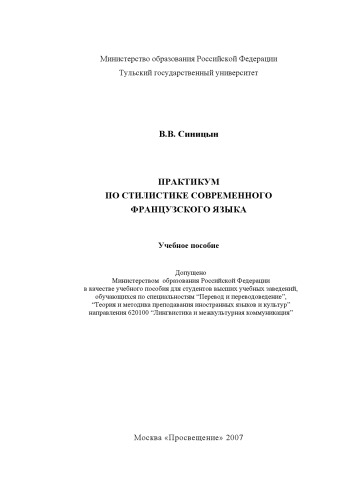 Министерство образования Российской Федерации
Тульский государственный университет
В.В. Синицын
ПРАКТИКУМ
ПО СТИЛИСТИКЕ СОВРЕМЕННОГО
ФРАНЦУЗСКОГО ЯЗЫКА
Учебное пособие
Допущено
Министерством образования Российской Федерации
в качестве учебного пособия для студентов высших учебных заведений,
обучающихся по специальностям “Перевод и переводоведение”,
“Теория и методика преподавания иностранных языков и культур”
направления 620100 “Лингвистика и межкультурная коммуникация”
Москва «Просвещение» 2007